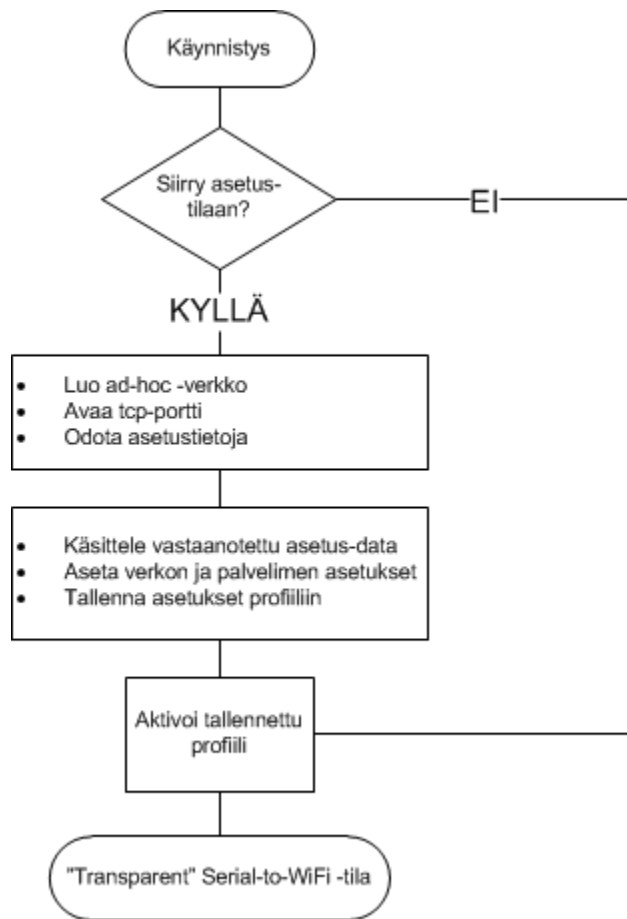 Käynnistys
Siirry asetus-
tilaan?
EI
KYLLÄ
• Luo ad-hoc -verkko
• Avaa tcp-portti
• Odota asetustietoja
• Käsittele vastaanotettu asetus-data
• Aseta verkon ja palvelimen asetukset
• Tallenna asetukset profiiliin
Aktivoi tallennettu
profiili
"Transparent" Serial-to-WiFi -tila